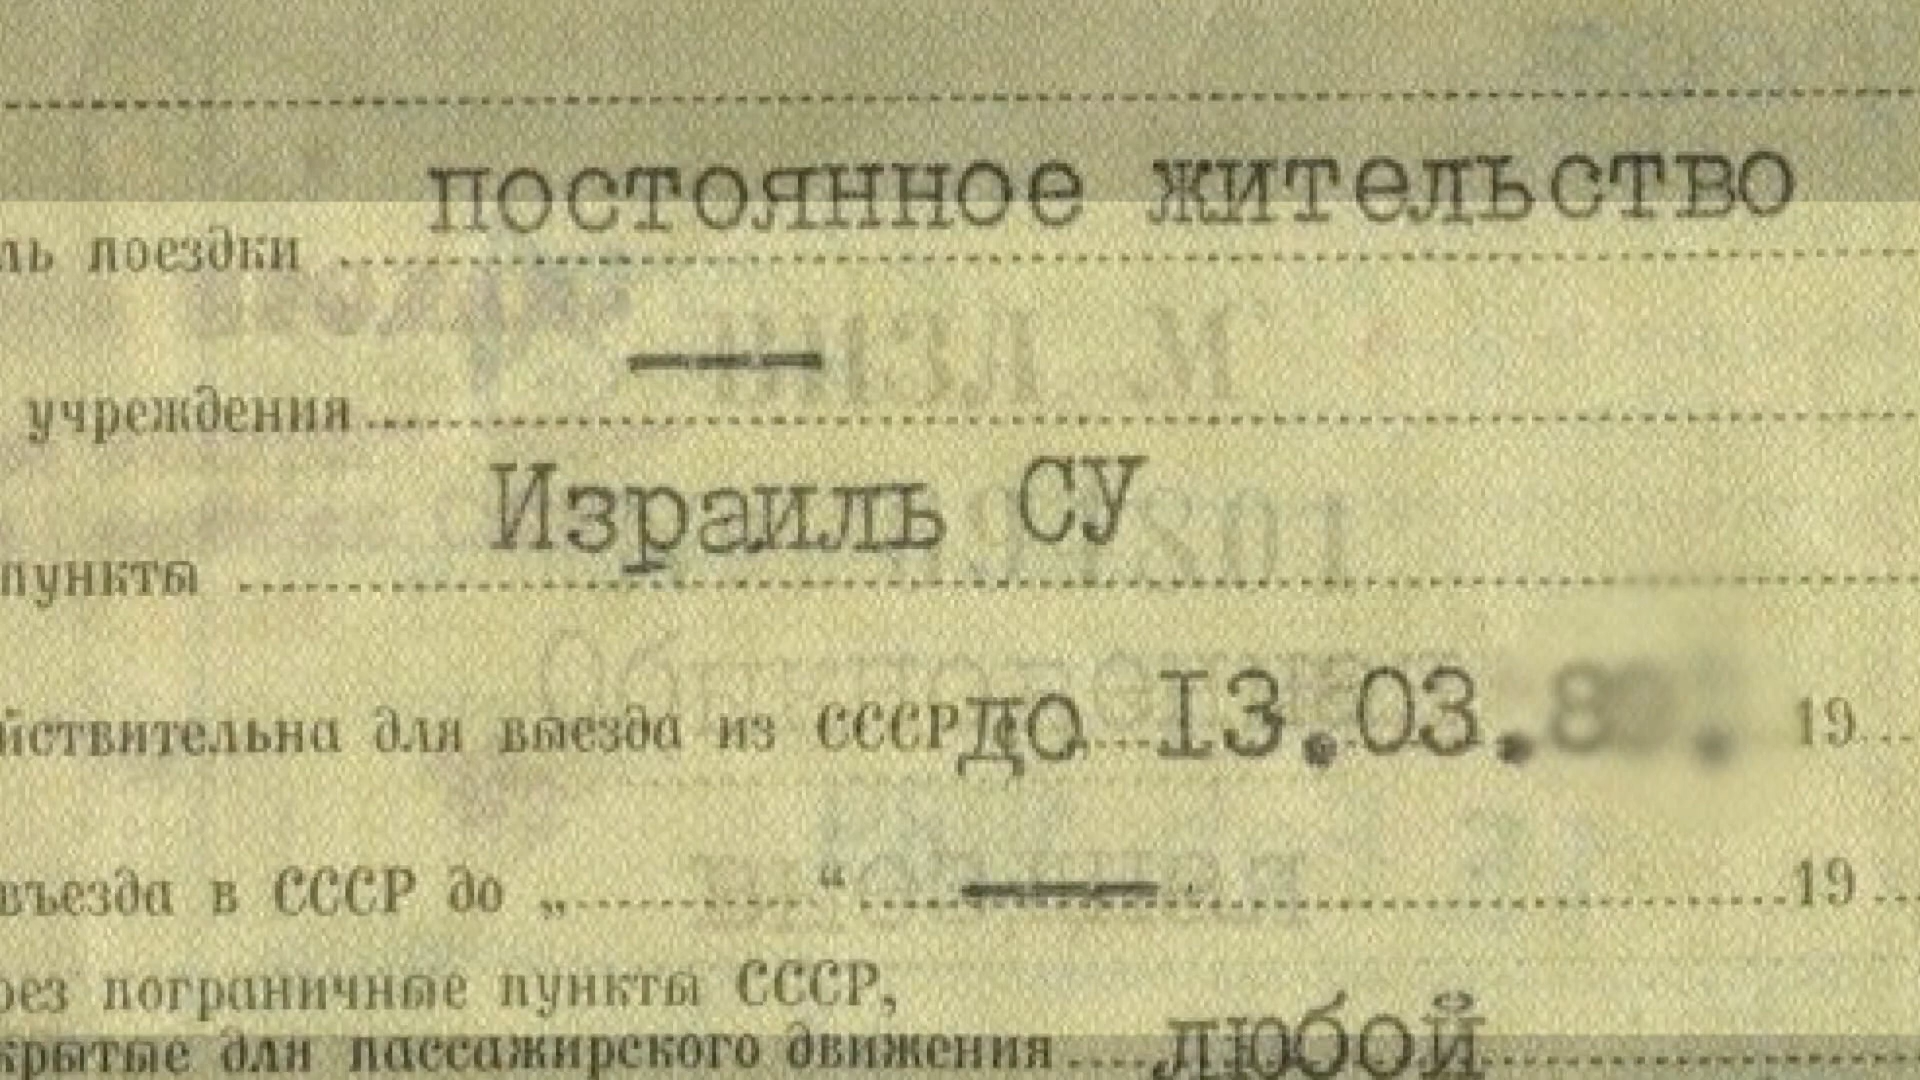 постоянное жительство
ль поездки
учреждения
Израиль СУ
пункты
йствительна для выезда из СССР до 13.03. 19
въезда в СССР до „ “ 19
рез пограничные пункты СССР,
крытые для пассажирского движения любой